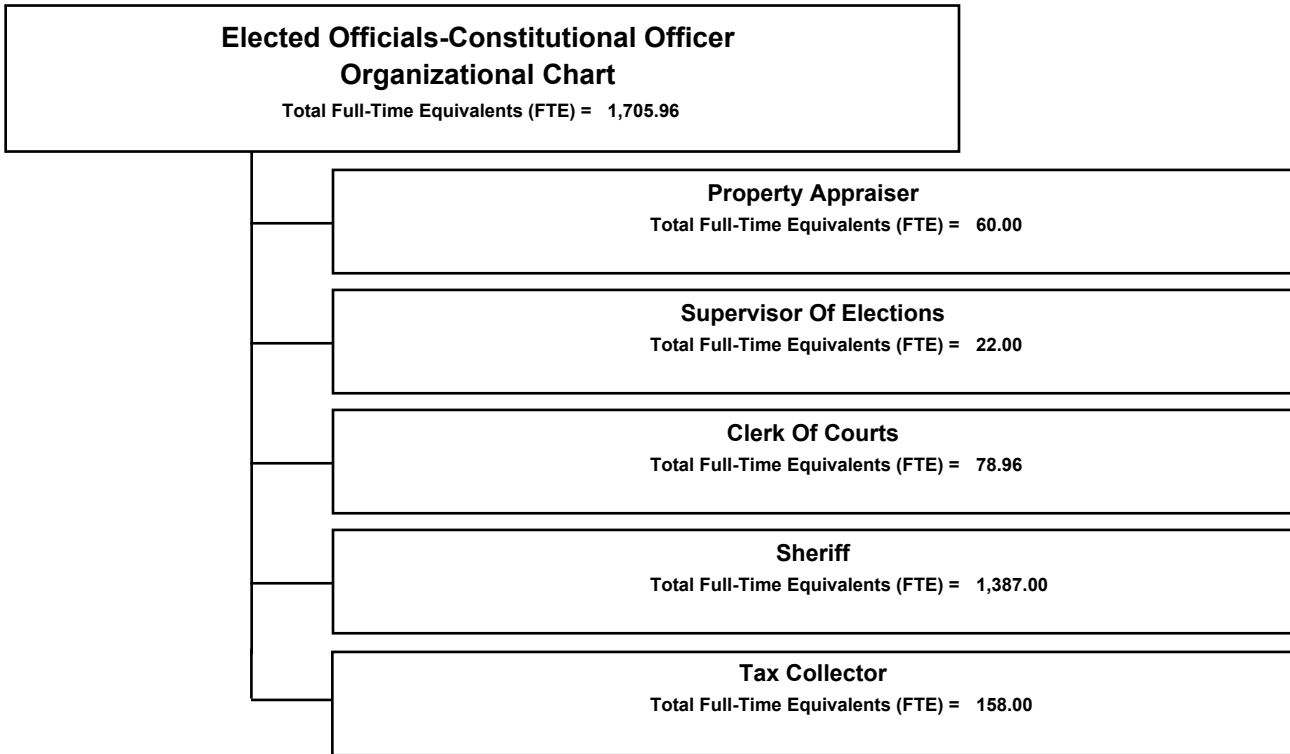 Elected Officials-Constitutional Officer
Organizational Chart
Total Full-Time Equivalents (FTE) = 1,705.96
Property Appraiser
Total Full-Time Equivalents (FTE) = 60.00
Supervisor Of Elections
Total Full-Time Equivalents (FTE) = 22.00
Clerk Of Courts
Total Full-Time Equivalents (FTE) = 78.96
Sheriff
Total Full-Time Equivalents (FTE) = 1,387.00
Tax Collector
Total Full-Time Equivalents (FTE) = 158.00